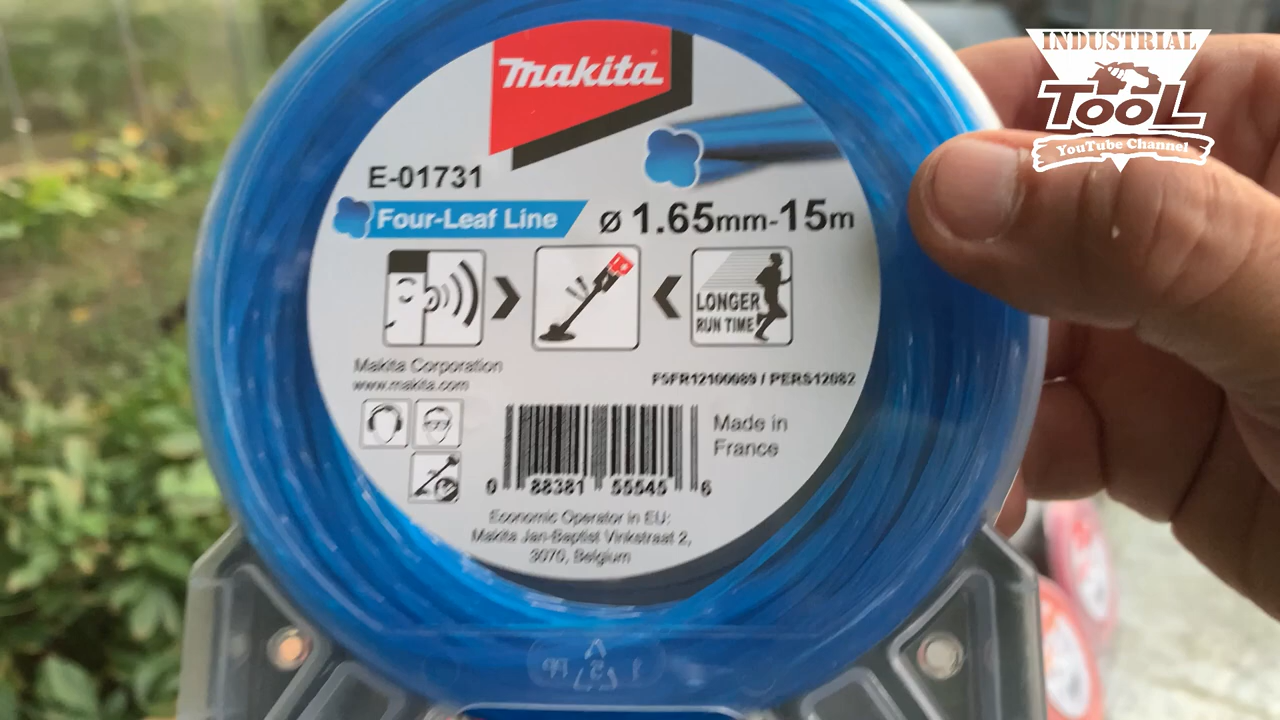 INDUSTRIAL
TOOL
YouTube Channel
makita
E-01731
Four-Leaf Line
ø 1.65mm-15m
LONGER
RUN TIME
Makita Corporation
www.makita.com
F5FR12100089 / PERS12082
Made in
France
0 88381 55545 6
Economic Operator in EU:
Makita Jan-Baptist Vinkstraat 2,
3070, Belgium